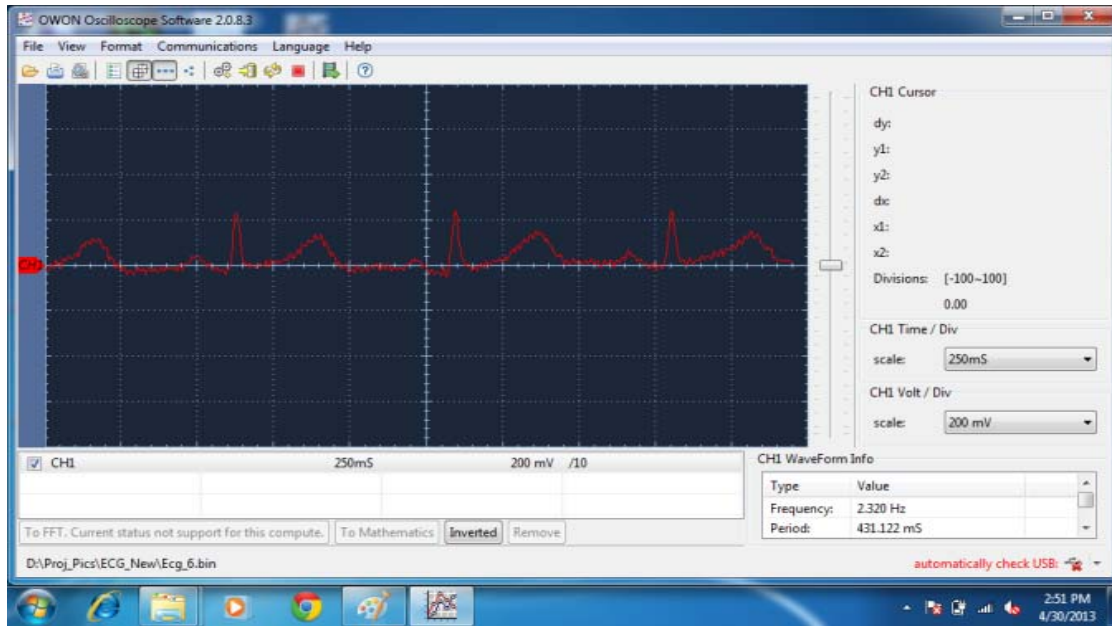 OWON Oscilloscope Software 2.0.8.3
File View Format Communications Language Help
CH1 Cursor
dy:
y1:
y2:
dx:
x1:
x2:
Divisions: [-100~100]
0.00
CH1 Time / Div
scale: 250mS
CH1 Volt / Div
scale: 200 mV
CH1
CH1 250mS 200 mV /10
CH1 WaveForm Info
Type Value
Frequency: 2.320 Hz
Period: 431.122 mS
To FFT. Current status not support for this compute. To Mathematics Inverted Remove
D:\Proj_Pics\ECG_New\Ecg_6.bin
automatically check USB:
2:51 PM
4/30/2013